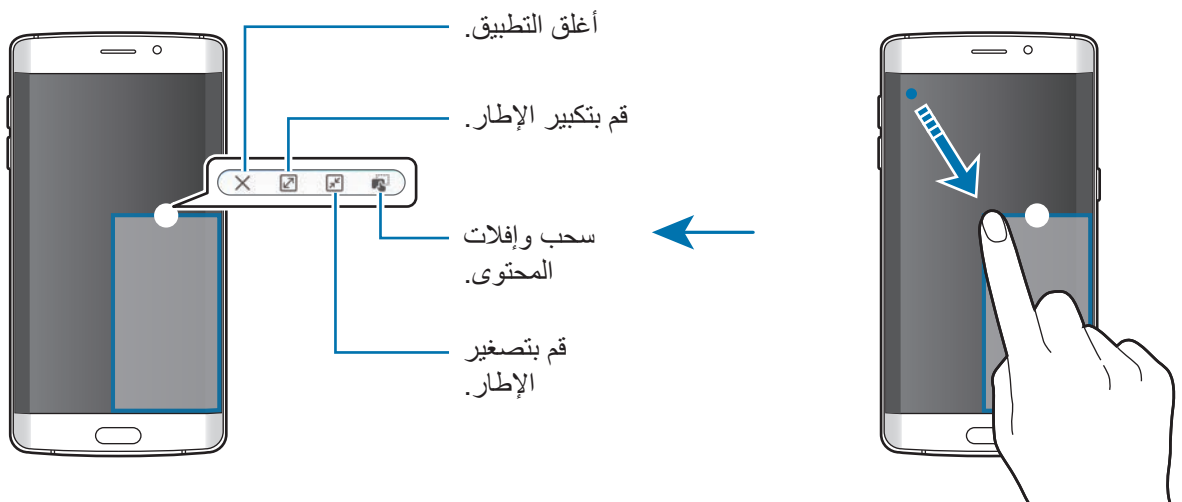 أغلق التطبيق.
قم بتكبير الإطار.
سحب وإفلات
المحتوى.
قم بتصغير
الإطار.